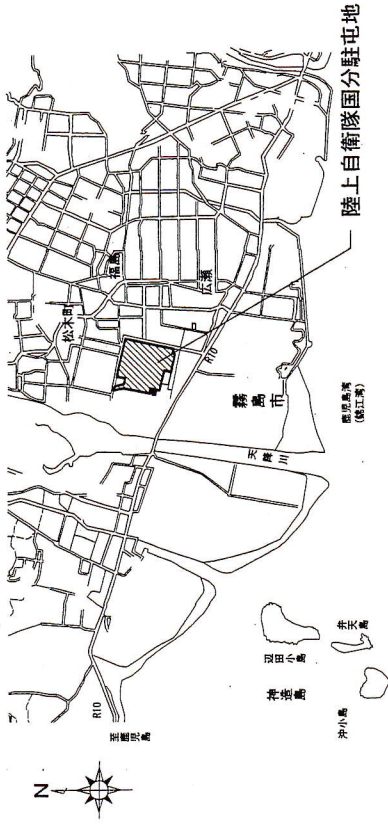 陸上自衛隊国分駐屯地
松木町
福島
広瀬
R10
霧島市
天降川
鹿児島湾
(錦江湾)
R10
至鹿児島
辺田小島
弁天島
神造島
沖小島
N